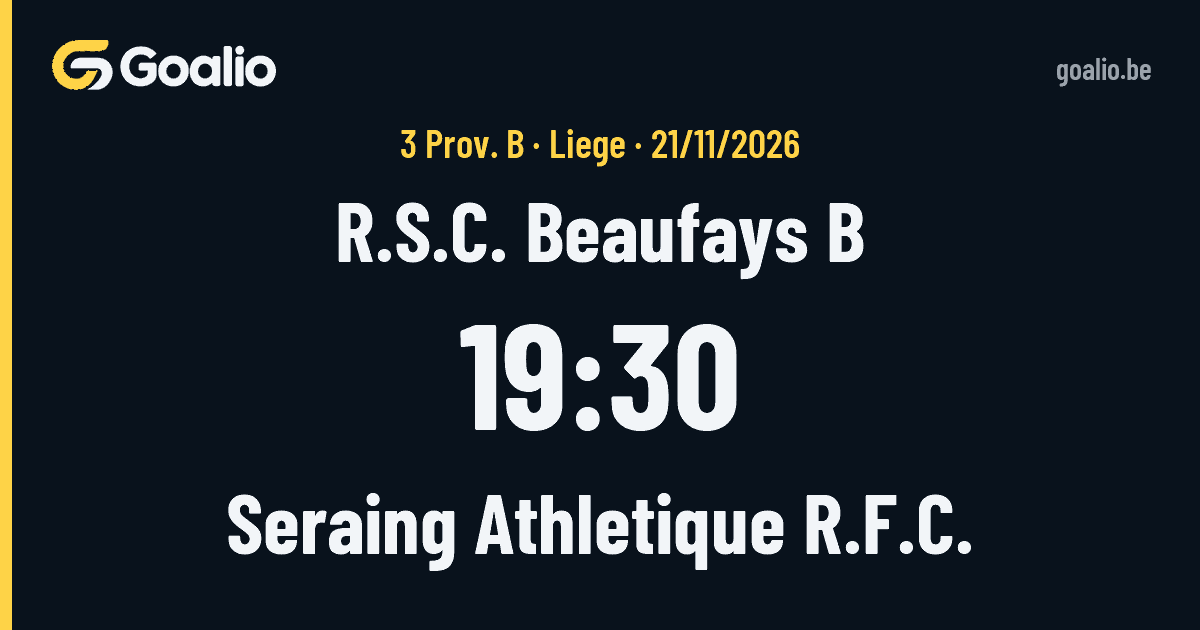 Goalio
goalio.be
3 Prov. B · Liege · 21/11/2026
R.S.C. Beaufays B
19:30
Seraing Athletique R.F.C.